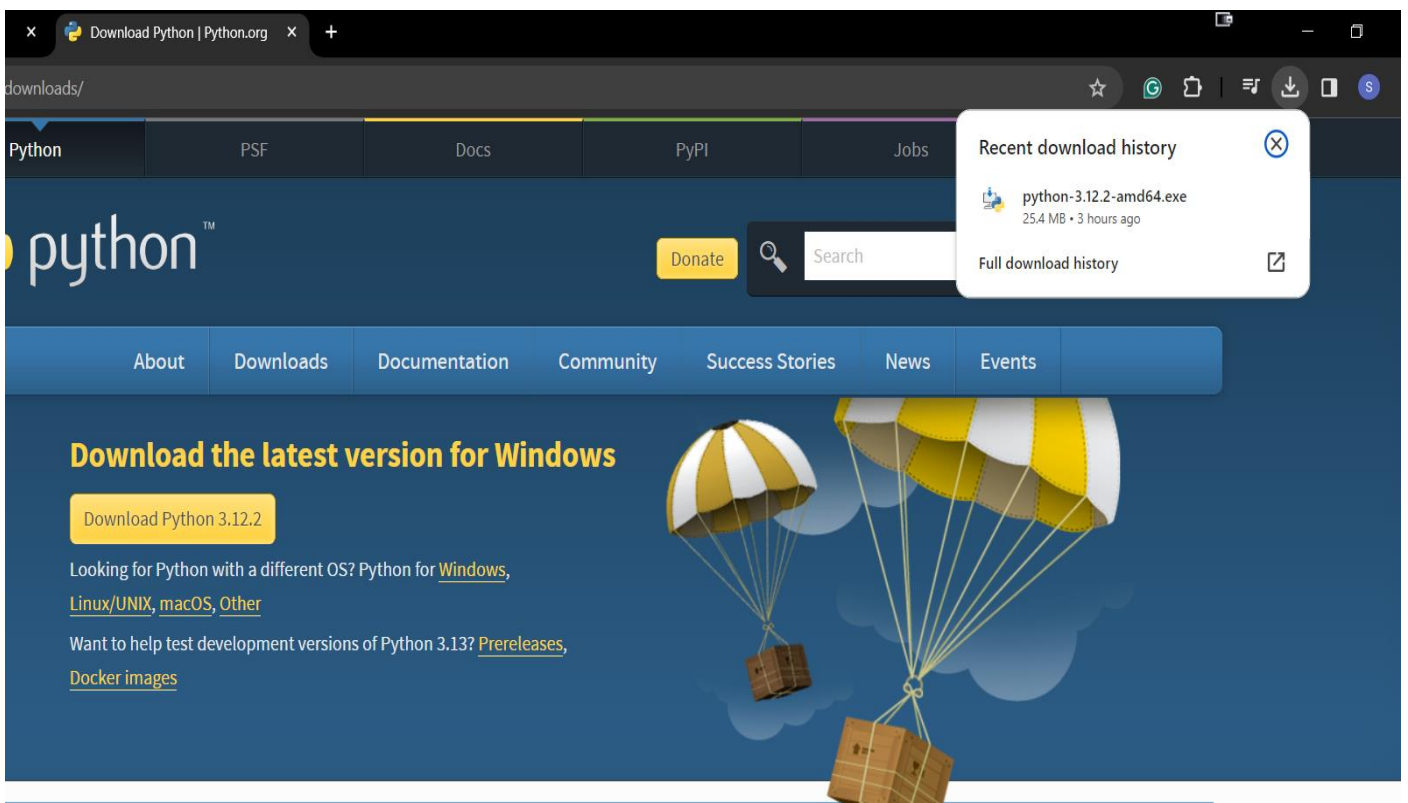 Download Python | Python.org
downloads/
S
Python
PSF
Docs
PyPI
Jobs
Recent download history
python-3.12.2-amd64.exe
25.4 MB • 3 hours ago
Full download history
python™
Donate
Search
About
Downloads
Documentation
Community
Success Stories
News
Events
Download the latest version for Windows
Download Python 3.12.2
Looking for Python with a different OS? Python for Windows,
Linux/UNIX, macOS, Other
Want to help test development versions of Python 3.13? Prereleases,
Docker images